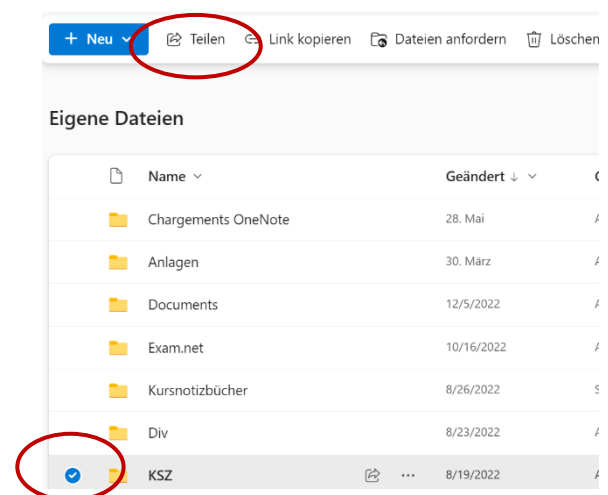 + Neu Teilen Link kopieren Dateien anfordern Löschen
Eigene Dateien
Name Geändert ↓
Chargements OneNote 28. Mai
Anlagen 30. März
Documents 12/5/2022
Exam.net 10/16/2022
Kursnotizbücher 8/26/2022
Div 8/23/2022
KSZ ... 8/19/2022